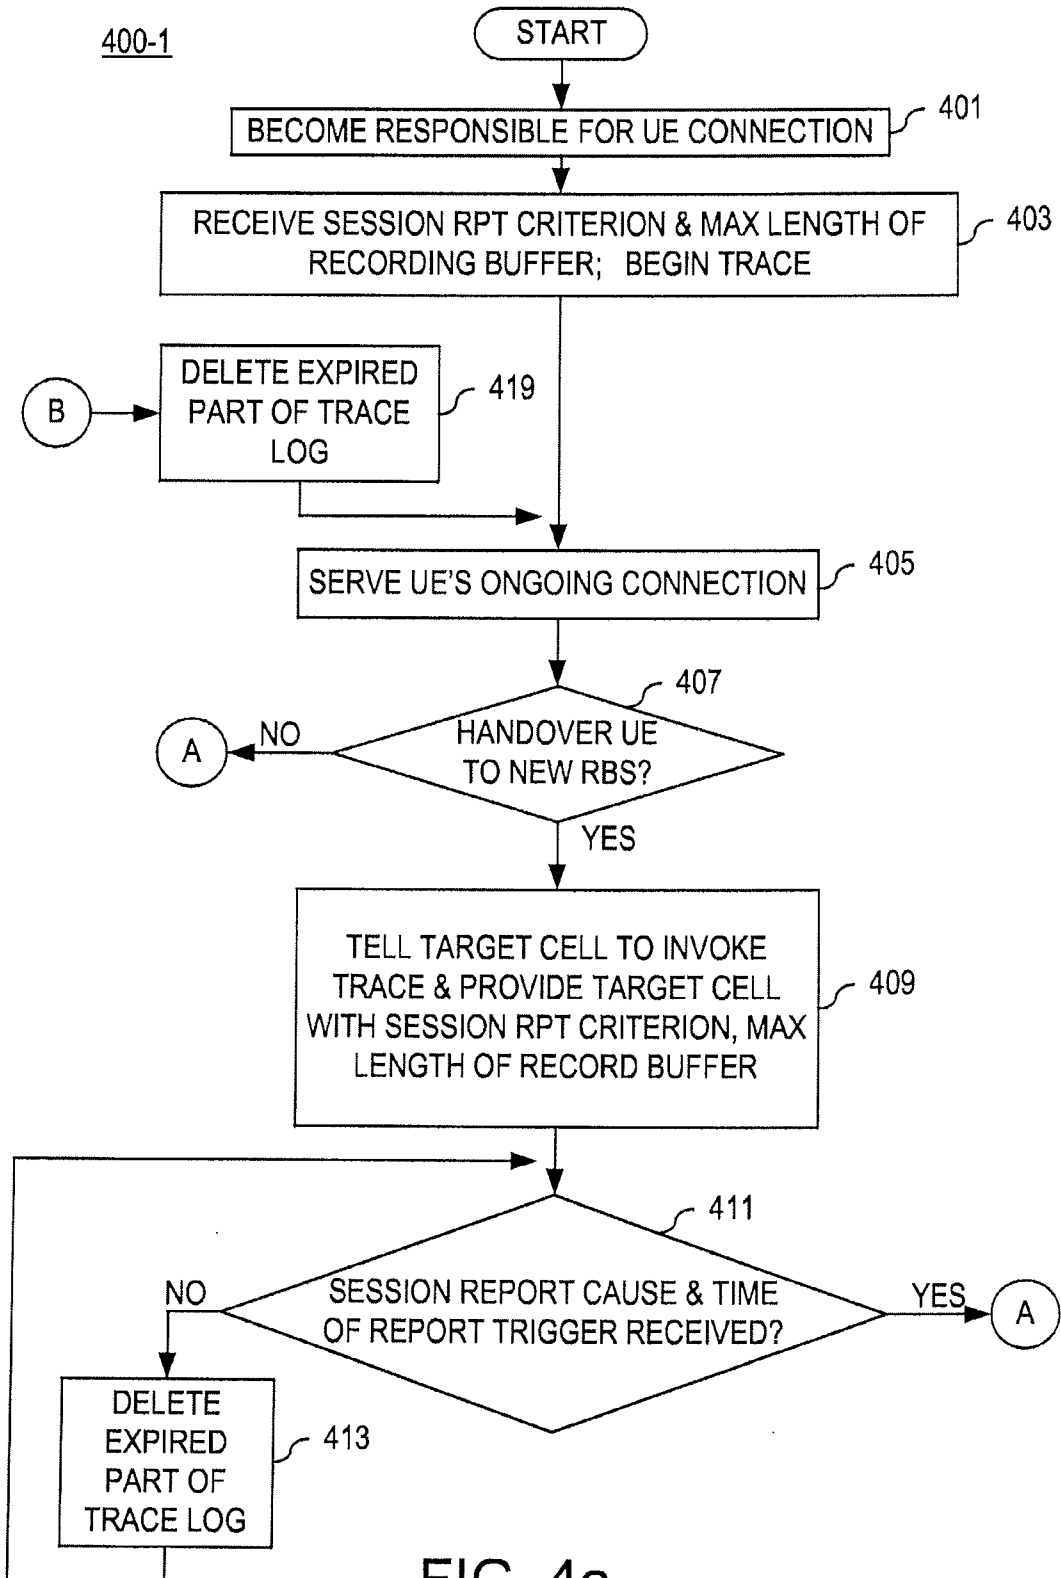 400-1
START
BECOME RESPONSIBLE FOR UE CONNECTION
401
RECEIVE SESSION RPT CRITERION & MAX LENGTH OF
RECORDING BUFFER; BEGIN TRACE
403
B
DELETE EXPIRED
PART OF TRACE
LOG
419
SERVE UE'S ONGOING CONNECTION
405
407
HANDOVER UE
TO NEW RBS?
NO
A
YES
TELL TARGET CELL TO INVOKE
TRACE & PROVIDE TARGET CELL
WITH SESSION RPT CRITERION, MAX
LENGTH OF RECORD BUFFER
409
411
SESSION REPORT CAUSE & TIME
OF REPORT TRIGGER RECEIVED?
NO
YES
A
DELETE
EXPIRED
PART OF
TRACE LOG
413
FIG. 4a